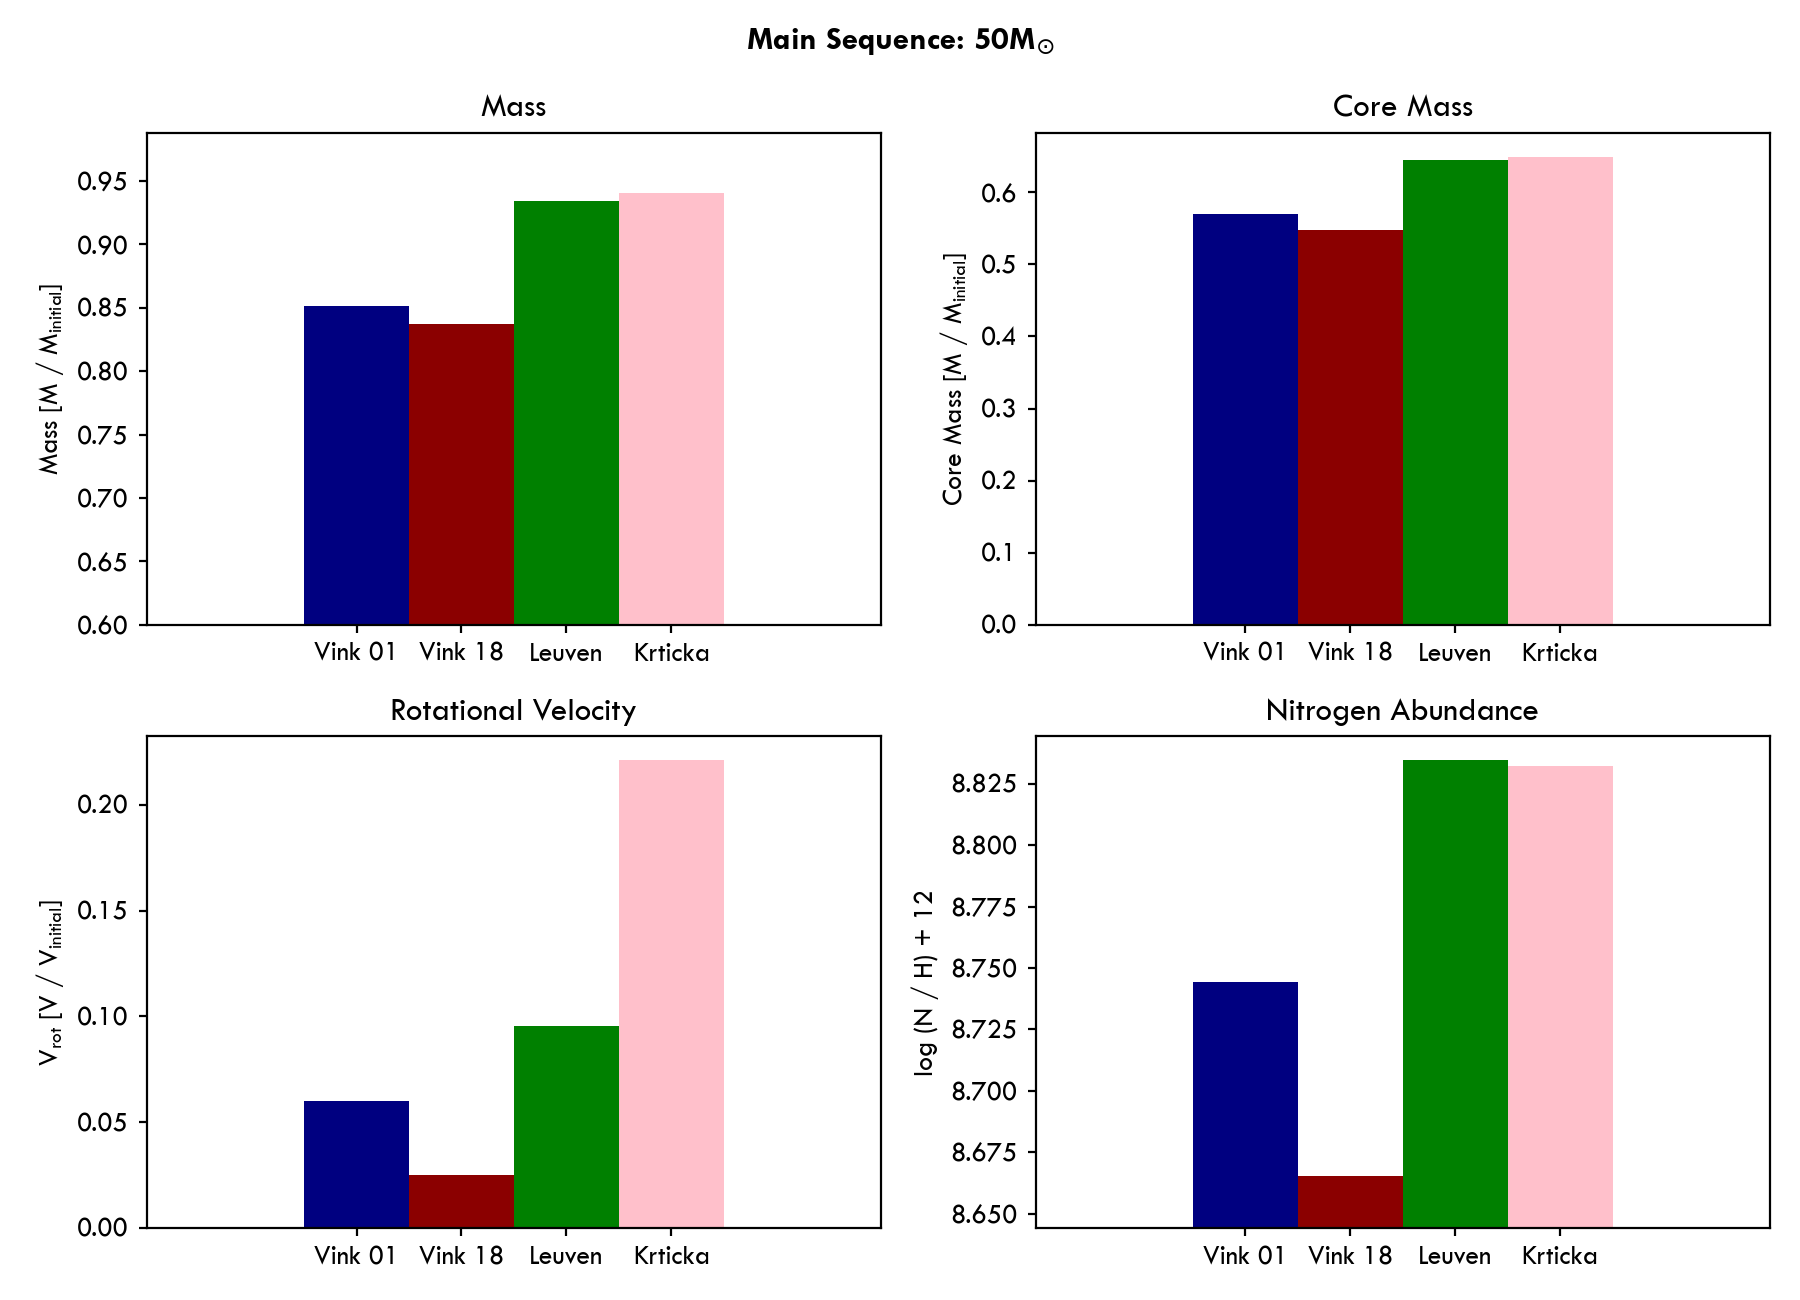 Main Sequence: 50M☉
Mass
Mass [M / Minitial]
0.95
0.90
0.85
0.80
0.75
0.70
0.65
0.60
Vink 01 Vink 18 Leuven Krticka
Core Mass
Core Mass [M / Minitial]
0.6
0.5
0.4
0.3
0.2
0.1
0.0
Vink 01 Vink 18 Leuven Krticka
Rotational Velocity
Vrot [V / Vinitial]
0.20
0.15
0.10
0.05
0.00
Vink 01 Vink 18 Leuven Krticka
Nitrogen Abundance
log (N / H) + 12
8.825
8.800
8.775
8.750
8.725
8.700
8.675
8.650
Vink 01 Vink 18 Leuven Krticka